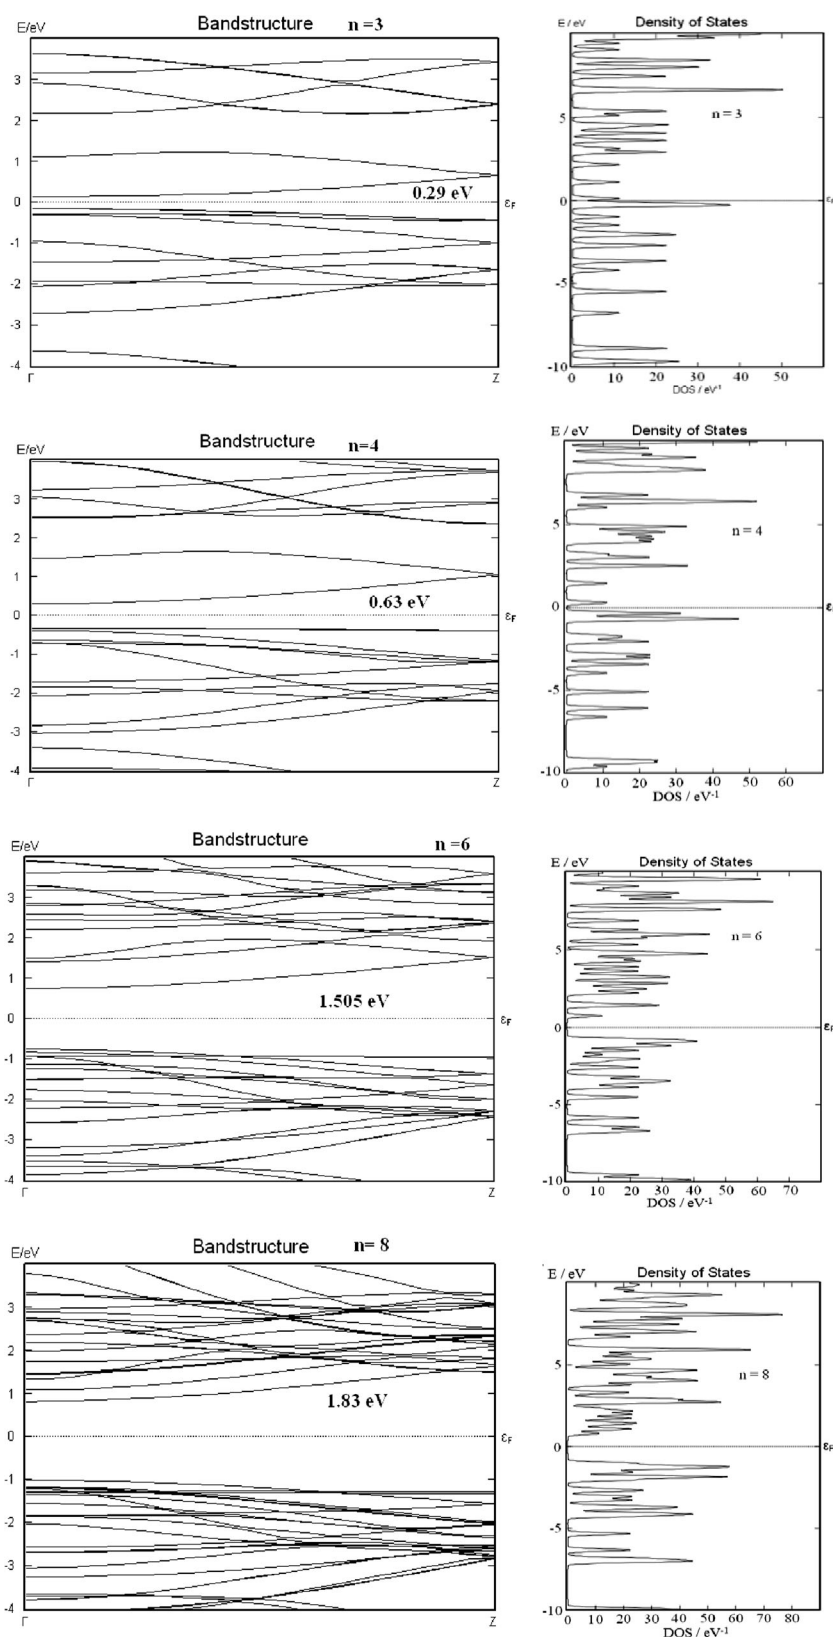 Bandstructure n =3
E/eV
3
2
1
0
-1
-2
-3
-4
0.29 eV
εF
Γ Z
E / eV Density of States
5
0
-5
-10
n = 3
0 10 20 30 40 50
DOS / eV-1
Bandstructure n=4
E/eV
3
2
1
0
-1
-2
-3
-4
0.63 eV
εF
Γ Z
Density of States
E / eV
5
0
-5
-10
n = 4
εF
0 10 20 30 40 50 60
DOS / eV-1
Bandstructure n =6
E/eV
3
2
1
0
-1
-2
-3
-4
1.505 eV
εF
Γ Z
E / eV Density of States
5
0
-5
-10
n = 6
εF
0 10 20 30 40 50 60 70
DOS / eV-1
Bandstructure n= 8
E/eV
3
2
1
0
-1
-2
-3
-4
1.83 eV
εF
Γ Z
E / eV Density of States
5
0
-5
-10
n = 8
εF
0 10 20 30 40 50 60 70 80
DOS / eV-1